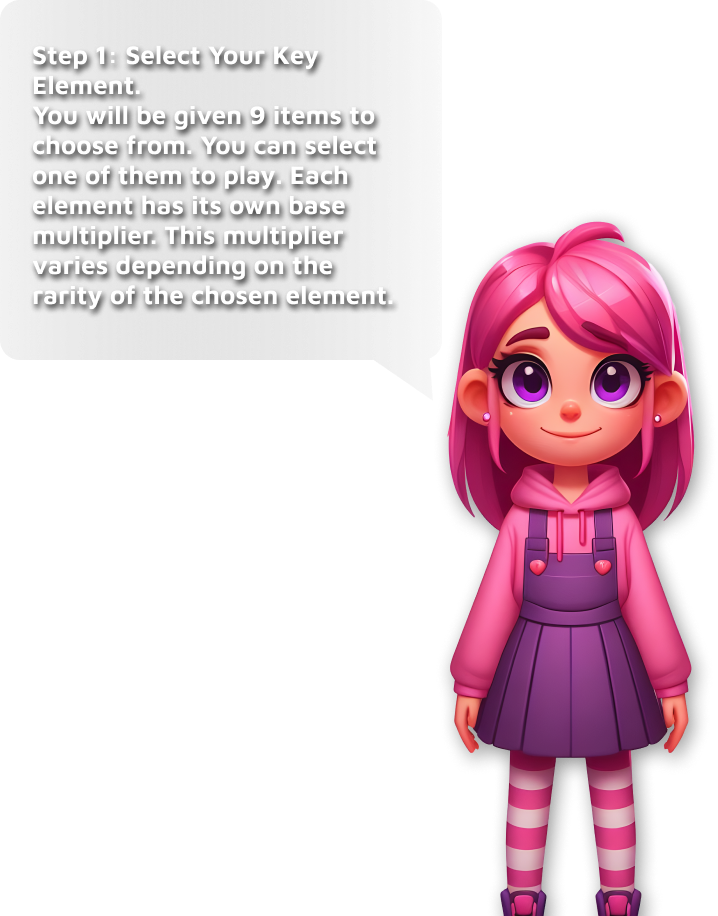 Step 1: Select Your Key
Element.
You will be given 9 items to
choose from. You can select
one of them to play. Each
element has its own base
multiplier. This multiplier
varies depending on the
rarity of the chosen element.